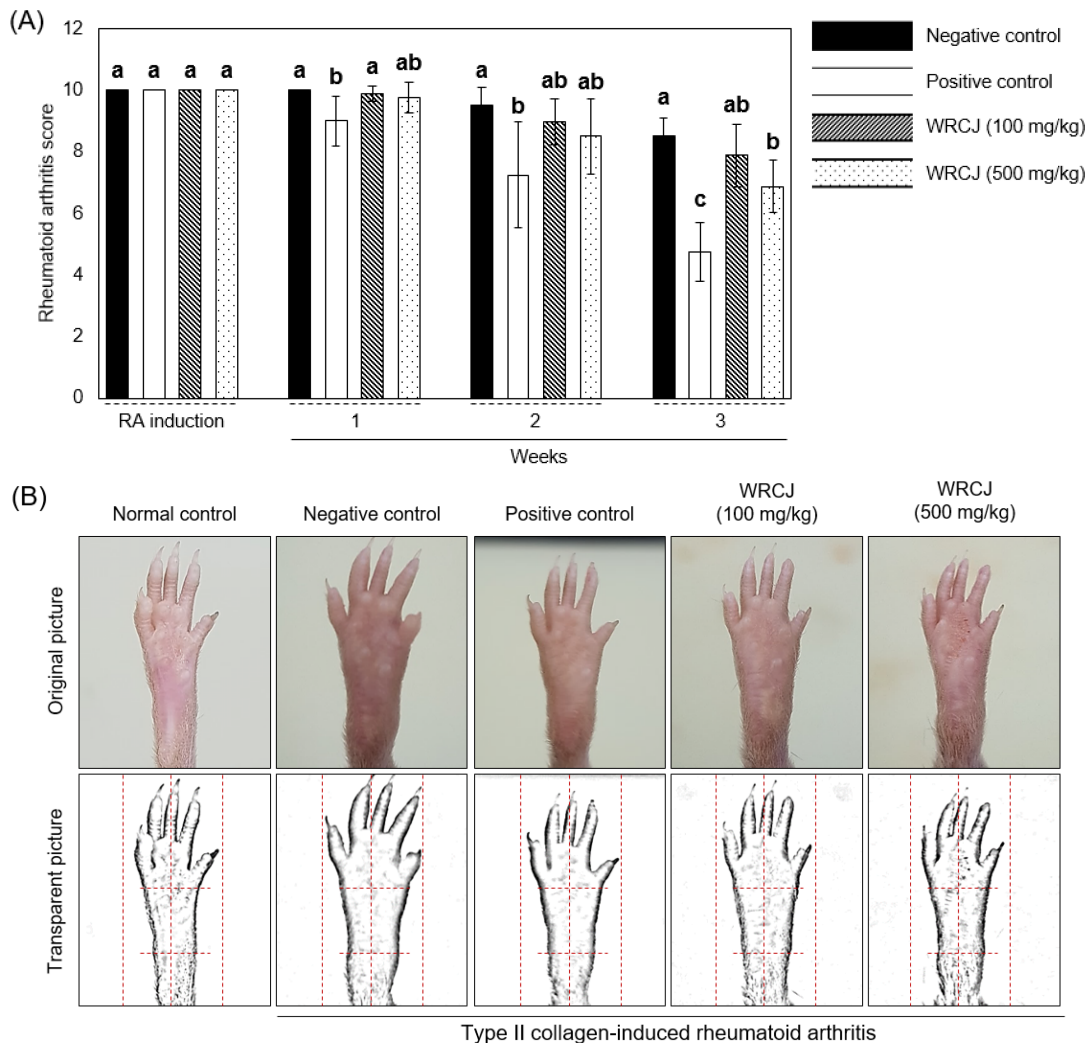 (A)
Rheumatoid arthritis score
12
10
8
6
4
2
0
a a a a
a b a ab
a b ab ab
a c ab b
RA induction 1 2 3
Weeks
Negative control
Positive control
WRCJ (100 mg/kg)
WRCJ (500 mg/kg)
(B)
Normal control
Negative control
Positive control
WRCJ
(100 mg/kg)
WRCJ
(500 mg/kg)
Original picture
Transparent picture
Type II collagen-induced rheumatoid arthritis